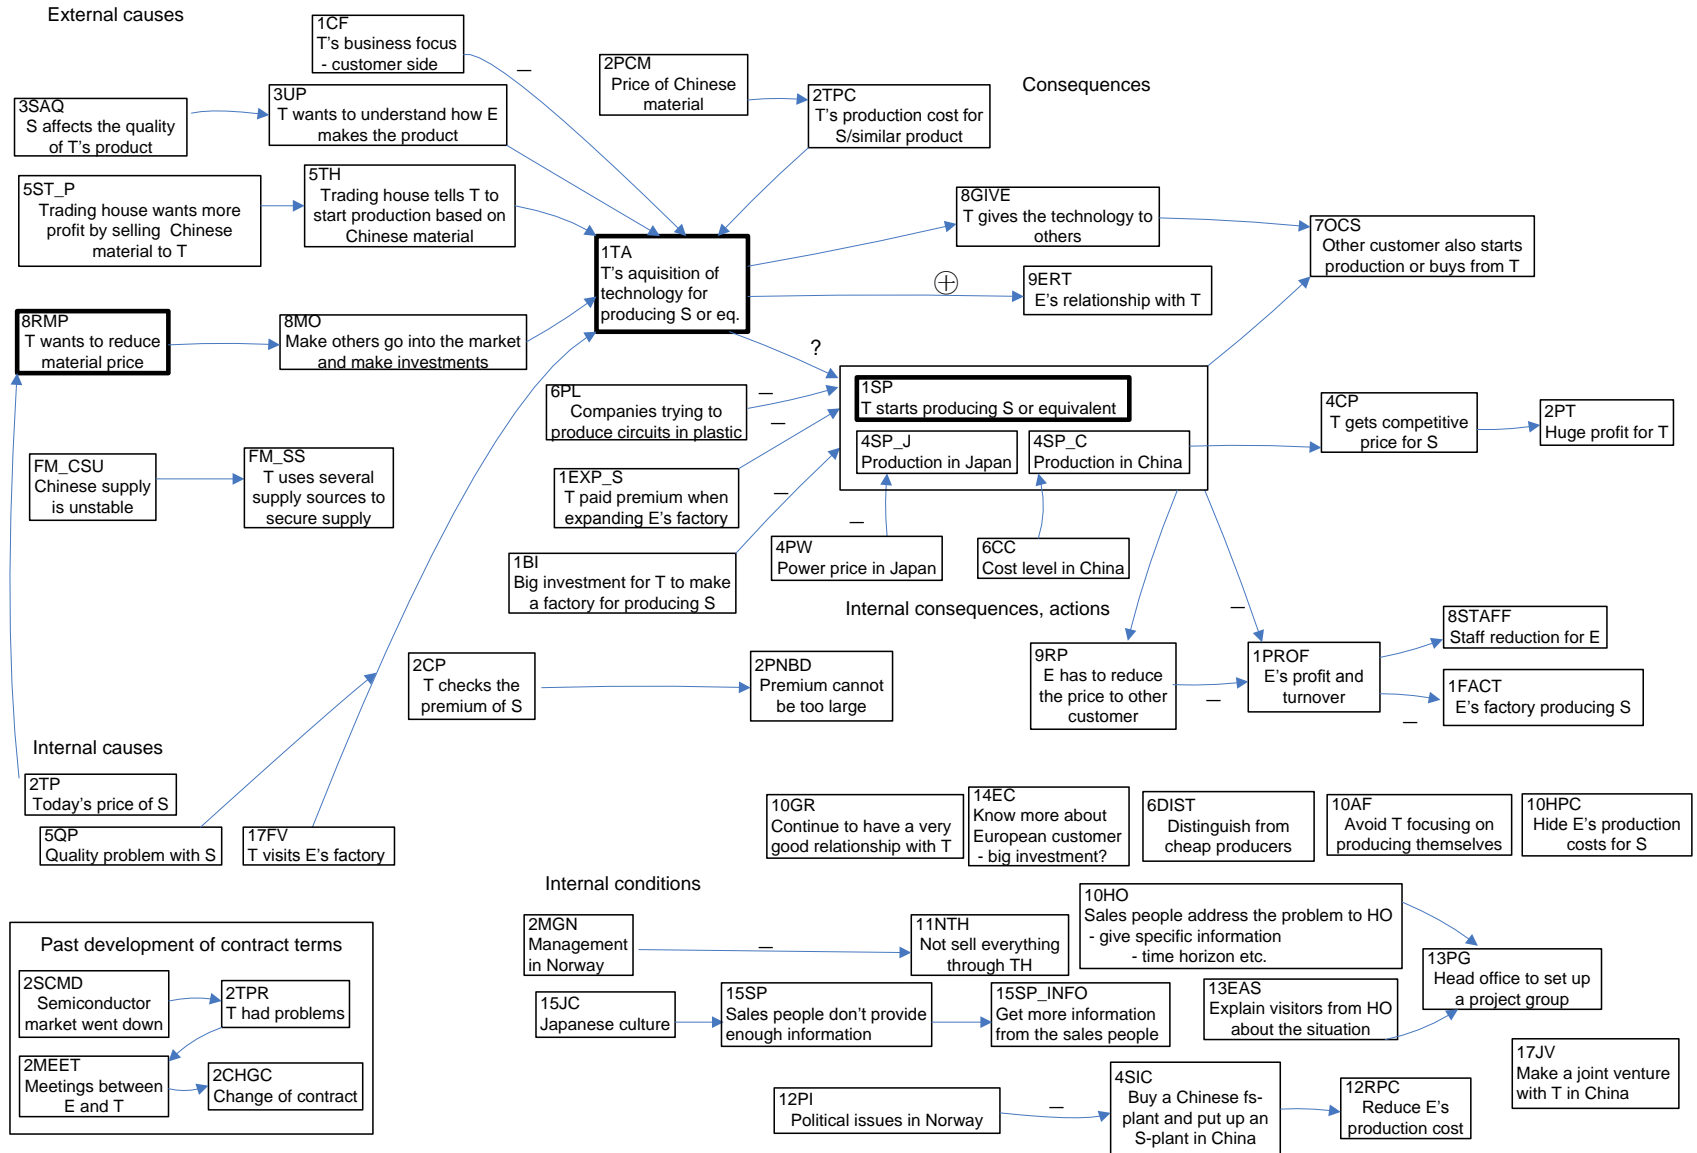 External causes
1CF
T's business focus
- customer side
–
2PCM
Price of Chinese
material
Consequences
3SAQ
S affects the quality
of T's product
3UP
T wants to understand how E
makes the product
2TPC
T's production cost for
S/similar product
5ST_P
Trading house wants more
profit by selling Chinese
material to T
5TH
Trading house tells T to
start production based on
Chinese material
8GIVE
T gives the technology to
others
7OCS
Other customer also starts
production or buys from T
1TA
T's aquisition of
technology for
producing S or eq.
+
9ERT
E's relationship with T
8RMP
T wants to reduce
material price
8MO
Make others go into the market
and make investments
?
6PL
Companies trying to
produce circuits in plastic
–
–
–
1SP
T starts producing S or equivalent
4SP_J
Production in Japan
4SP_C
Production in China
4CP
T gets competitive
price for S
2PT
Huge profit for T
FM_CSU
Chinese supply
is unstable
FM_SS
T uses several
supply sources to
secure supply
1EXP_S
T paid premium when
expanding E's factory
–
4PW
Power price in Japan
6CC
Cost level in China
1BI
Big investment for T to make
a factory for producing S
Internal consequences, actions
–
8STAFF
Staff reduction for E
2CP
T checks the
premium of S
2PNBD
Premium cannot
be too large
9RP
E has to reduce
the price to other
customer
–
1PROF
E's profit and
turnover
–
1FACT
E's factory producing S
Internal causes
2TP
Today's price of S
5QP
Quality problem with S
17FV
T visits E's factory
10GR
Continue to have a very
good relationship with T
14EC
Know more about
European customer
- big investment?
6DIST
Distinguish from
cheap producers
10AF
Avoid T focusing on
producing themselves
10HPC
Hide E's production
costs for S
Internal conditions
2MGN
Management
in Norway
–
11NTH
Not sell everything
through TH
10HO
Sales people address the problem to HO
- give specific information
- time horizon etc.
13PG
Head office to set up
a project group
Past development of contract terms
2SCMD
Semiconductor
market went down
2TPR
T had problems
2MEET
Meetings between
E and T
2CHGC
Change of contract
15JC
Japanese culture
15SP
Sales people don't provide
enough information
15SP_INFO
Get more information
from the sales people
13EAS
Explain visitors from HO
about the situation
17JV
Make a joint venture
with T in China
12PI
Political issues in Norway
–
4SIC
Buy a Chinese fs-
plant and put up an
S-plant in China
12RPC
Reduce E's
production cost